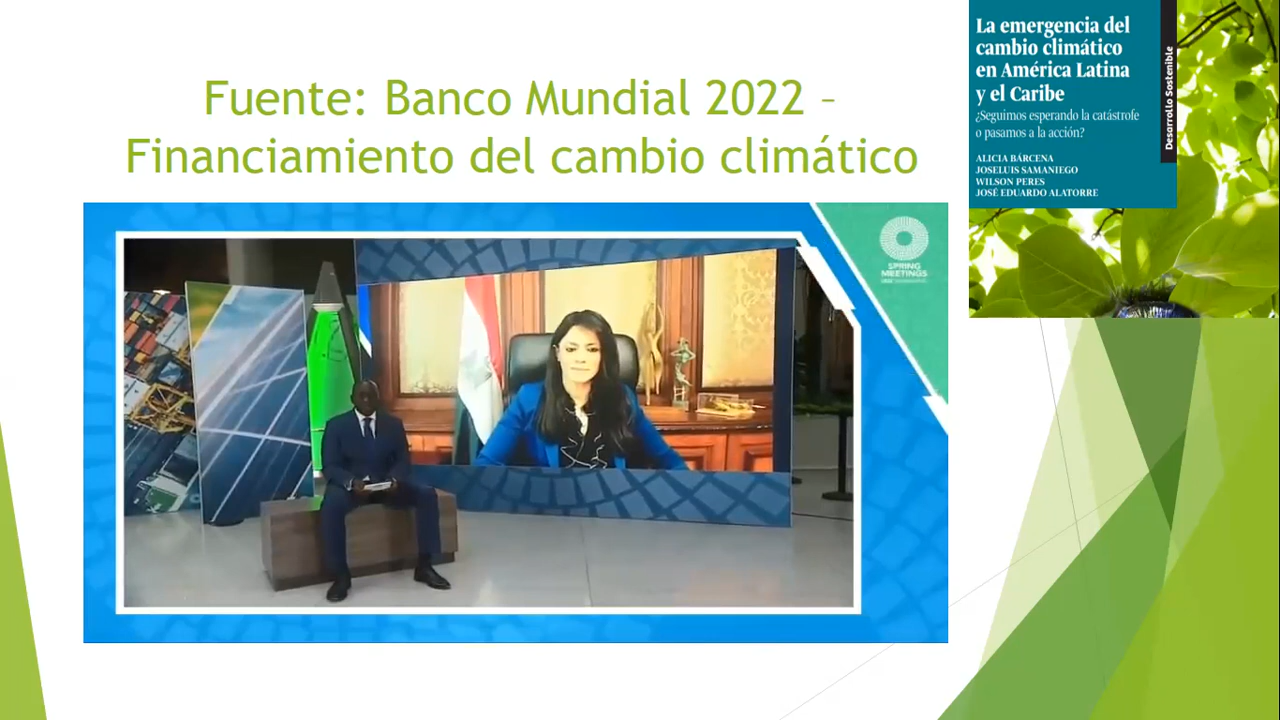 Fuente: Banco Mundial 2022 –
Financiamiento del cambio climático
La emergencia del
cambio climático
en América Latina
y el Caribe
¿Seguimos esperando la catástrofe
o pasamos a la acción?
ALICIA BÁRCENA
JOSELUIS SAMANIEGO
WILSON PERES
JOSÉ EDUARDO ALATORRE
Desarrollo Sostenible
SPRING
MEETINGS